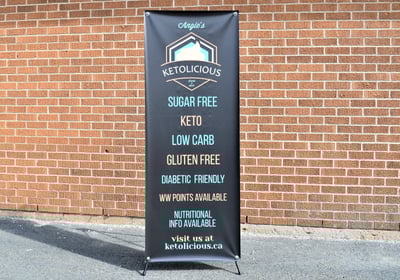 Angie's
KETOLICIOUS
SUGAR FREE
KETO
LOW CARB
GLUTEN FREE
DIABETIC FRIENDLY
WW POINTS AVAILABLE
NUTRITIONAL
INFO AVAILABLE
visit us at
ketolicious.ca